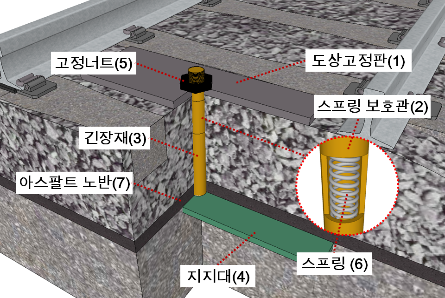 고정너트(5)
도상고정판(1)
스프링 보호관(2)
긴장재(3)
아스팔트 노반(7)
지지대(4)
스프링 (6)